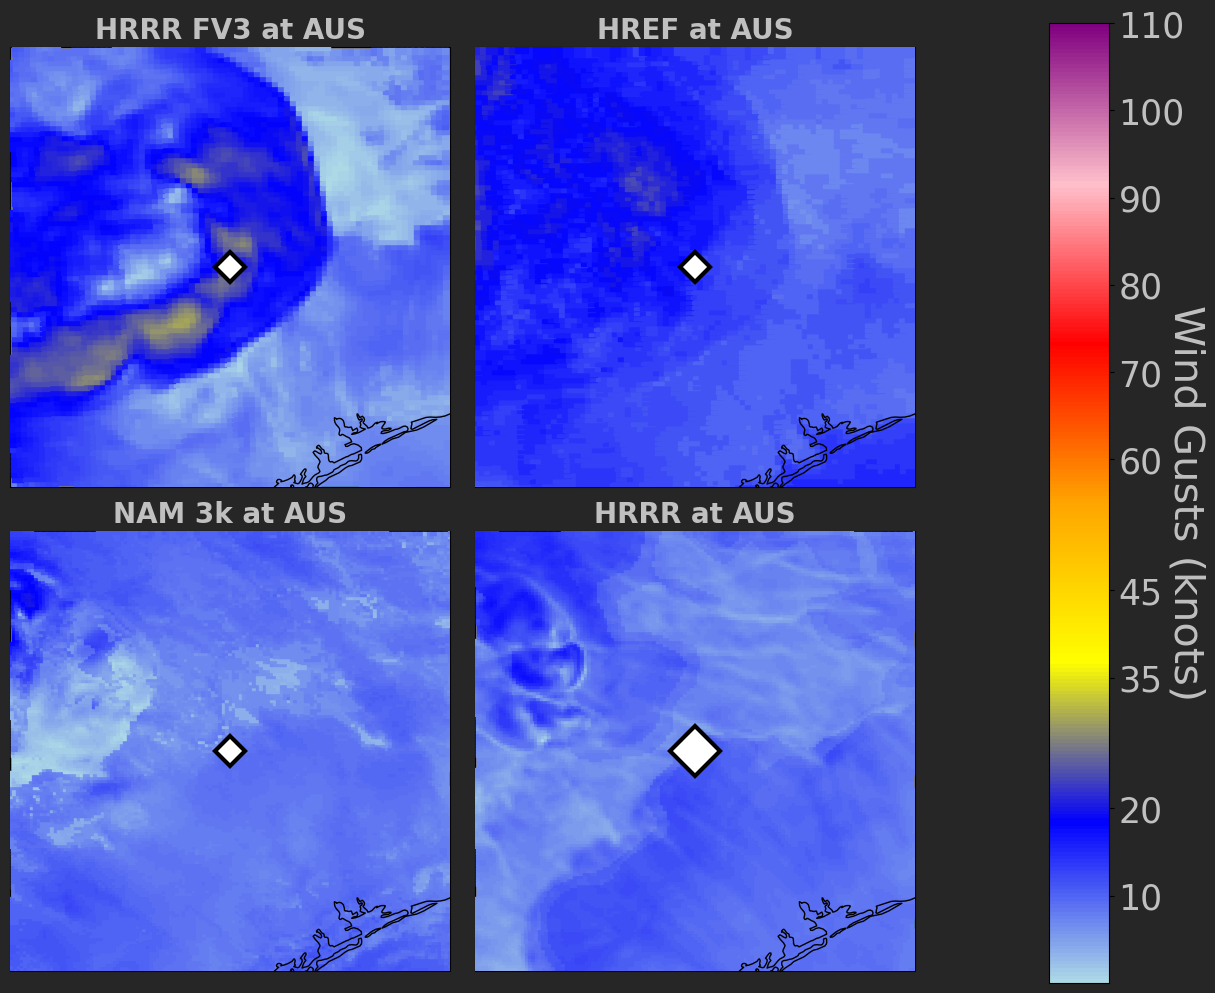 HRRR FV3 at AUS
HREF at AUS
NAM 3k at AUS
HRRR at AUS
110
100
90
80
70
60
45
35
20
10
Wind Gusts (knots)